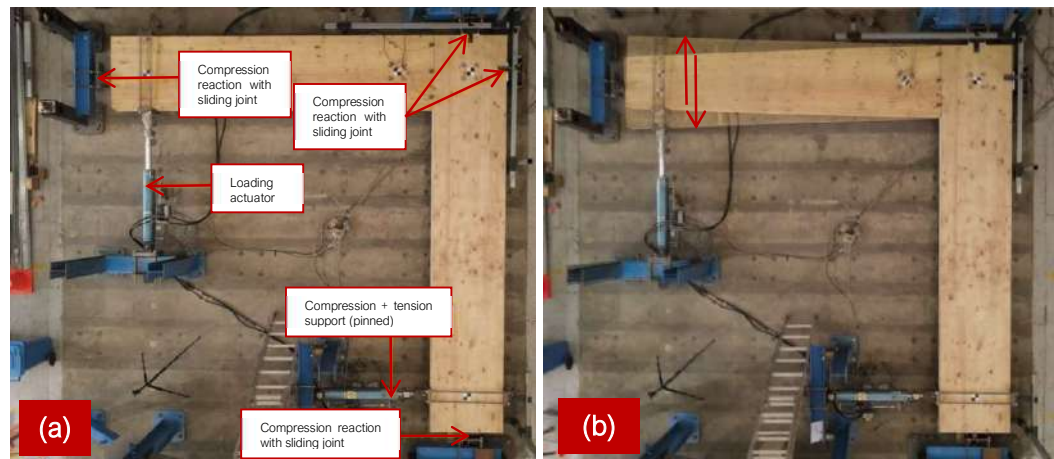 Compression
reaction with
sliding joint
Compression
reaction with
sliding joint
Loading
actuator
Compression + tension
support (pinned)
Compression reaction
with sliding joint
(a)
(b)